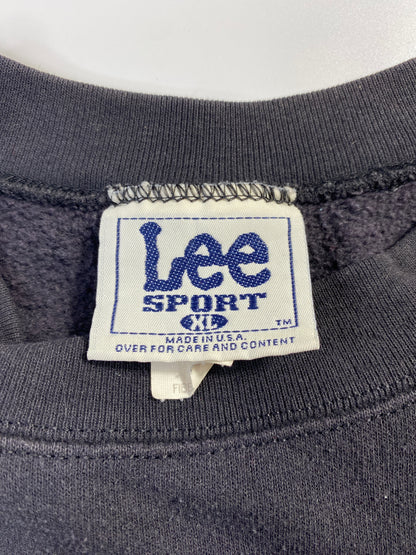 Lee
SPORT
XL
TM
MADE IN U.S.A.
OVER FOR CARE AND CONTENT